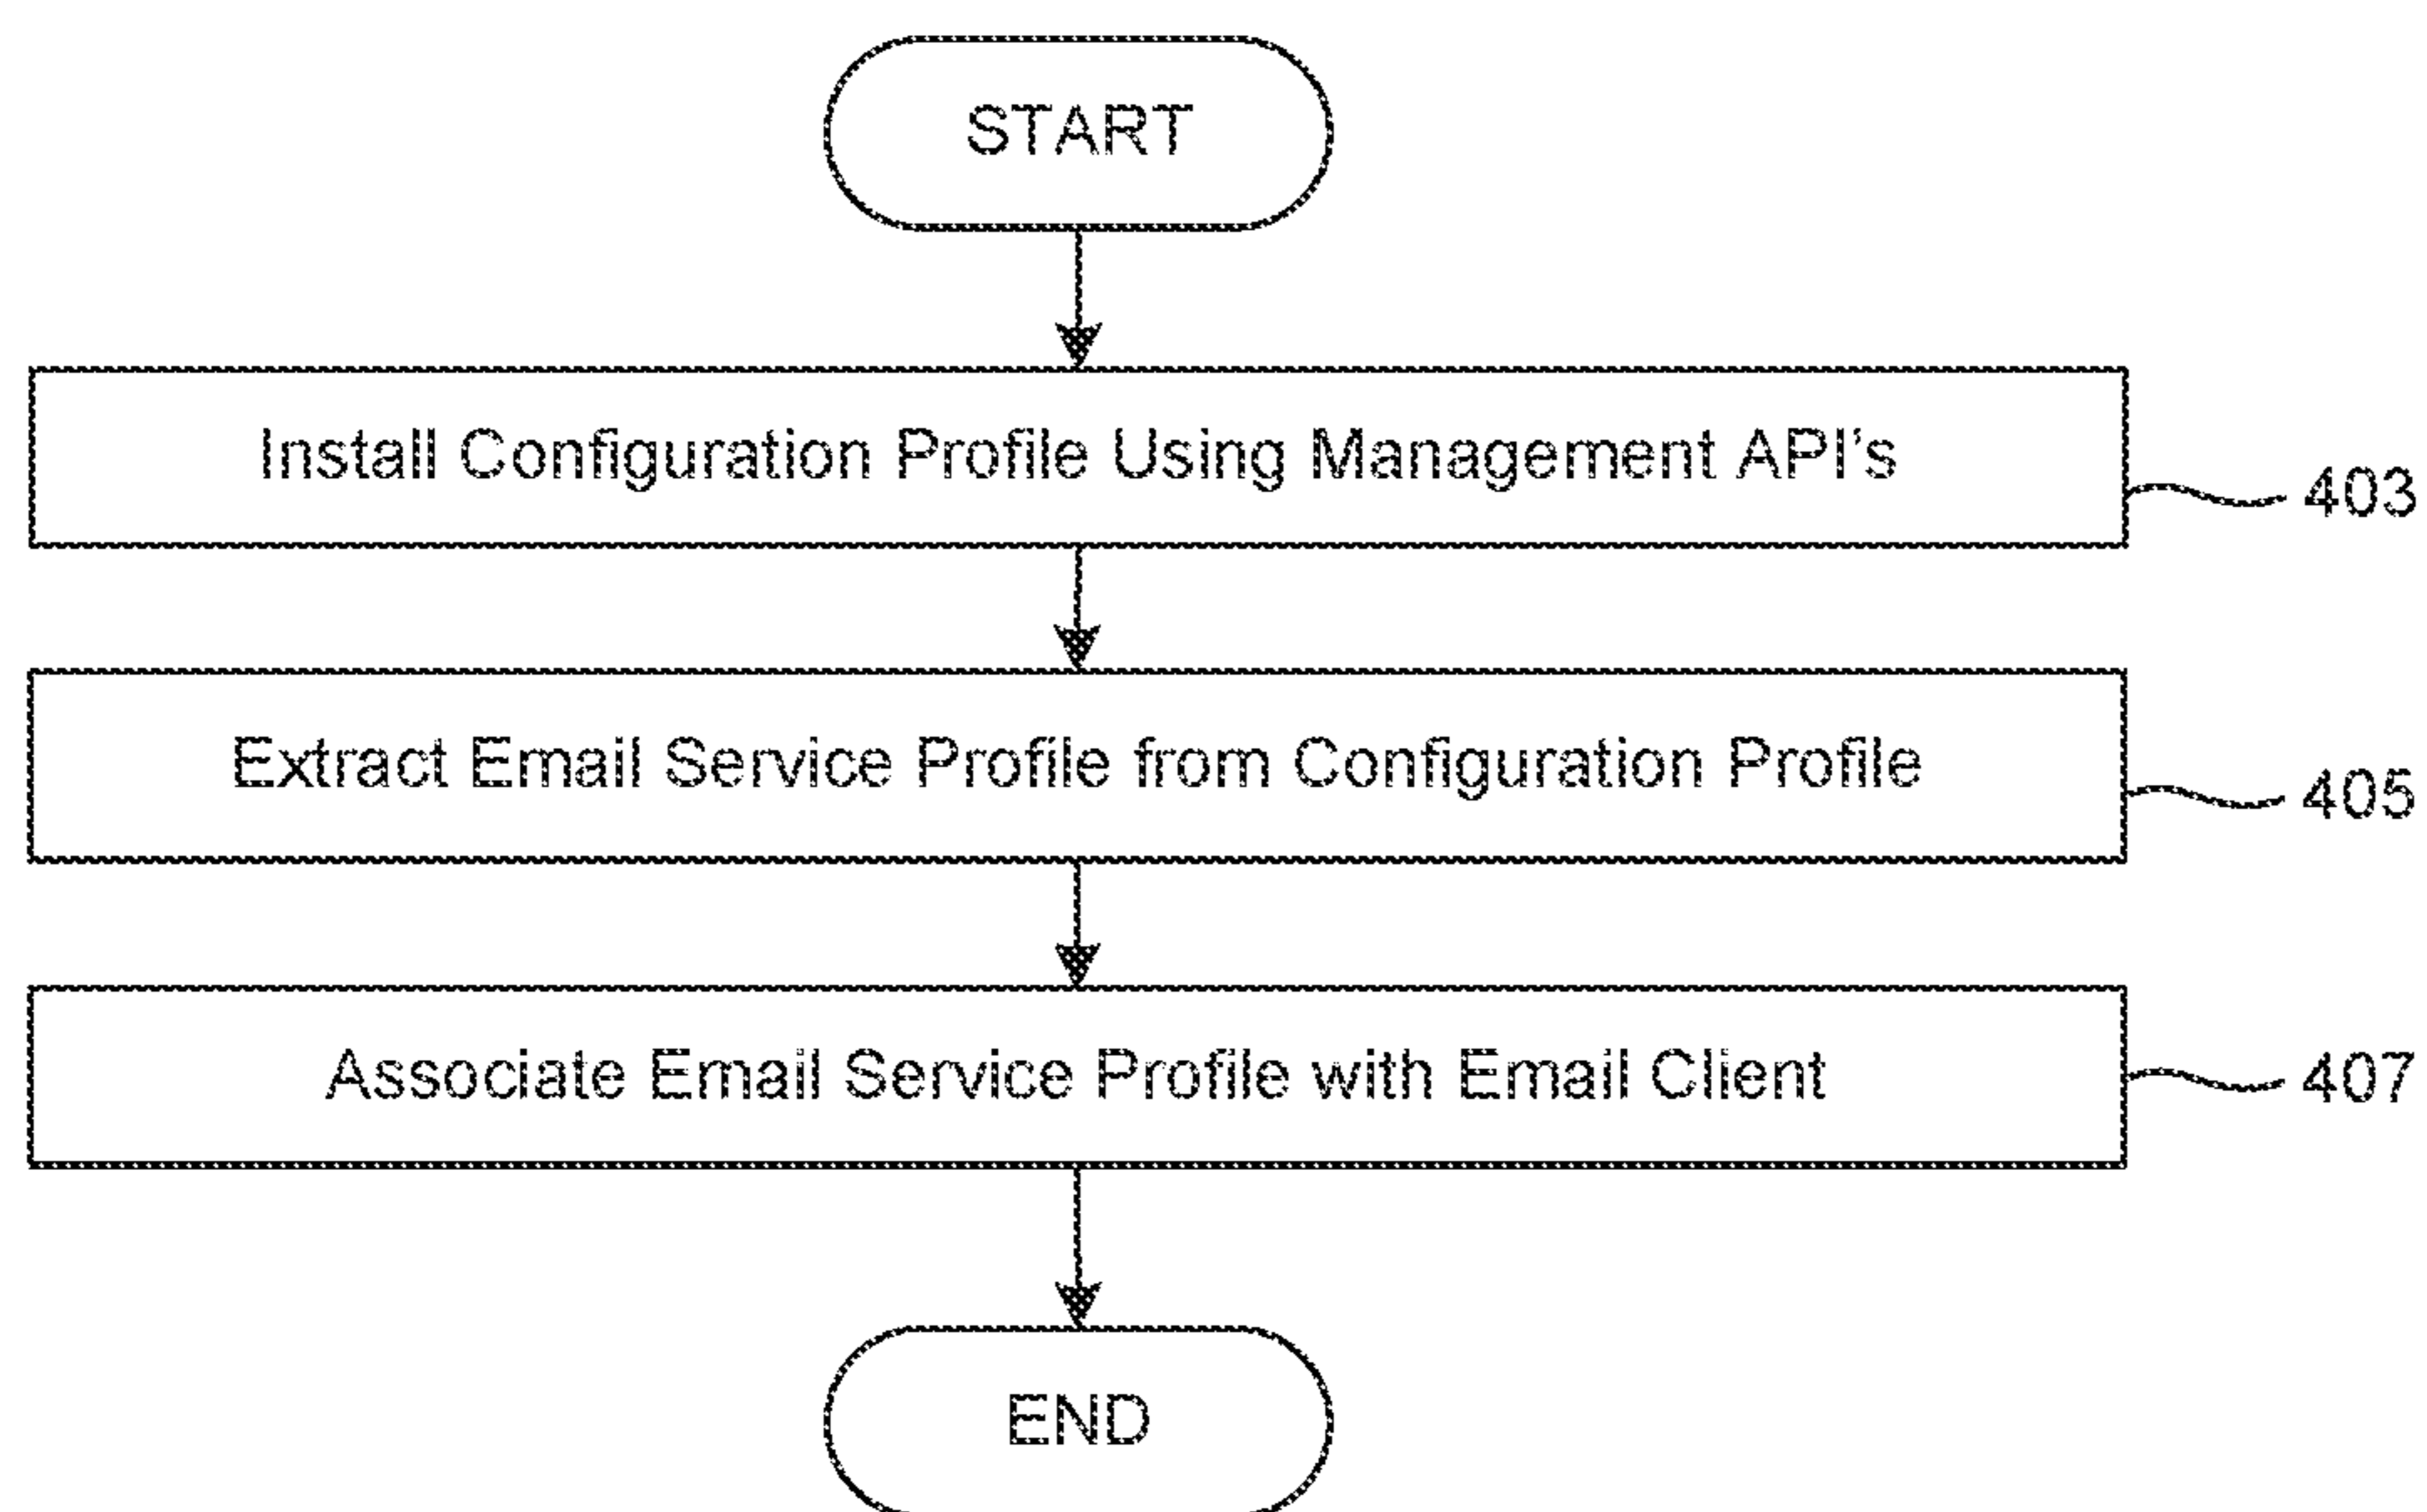 START
Install Configuration Profile Using Management API's
403
Extract Email Service Profile from Configuration Profile
405
Associate Email Service Profile with Email Client
407
END